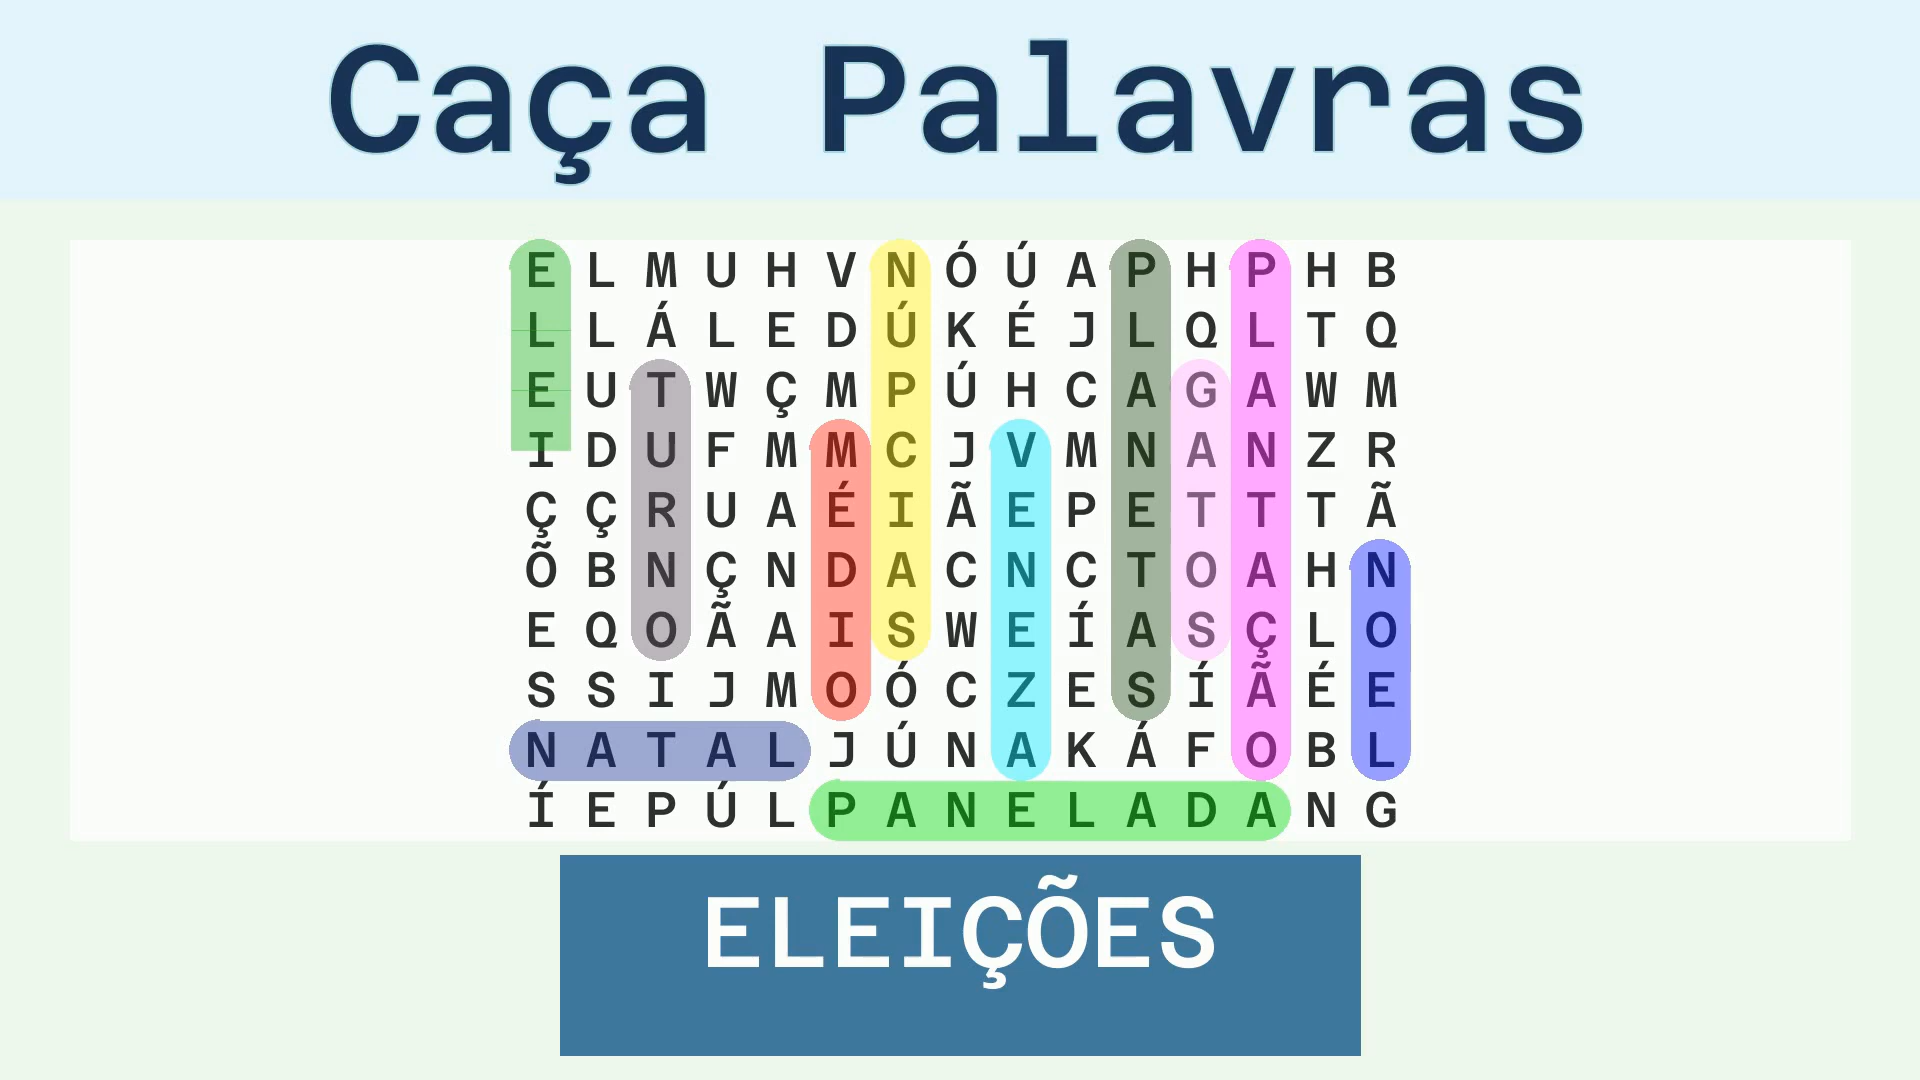 Caça Palavras
E L M U H V N Ó Ú A P H P H B
L L Á L E D Ú K É J L Q L T Q
E U T W Ç M P Ú H C A G A W M
I D U F M M C J V M N A N Z R
Ç Ç R U A É I Ã E P E T T T Ã
Õ B N Ç N D A C N C T O A H N
E Q O Ã A I S W E Í A S Ç L O
S S I J M O Ó C Z E S Í Ã É E
N A T A L J Ú N A K Á F O B L
Í E P Ú L P A N E L A D A N G
ELEIÇÕES